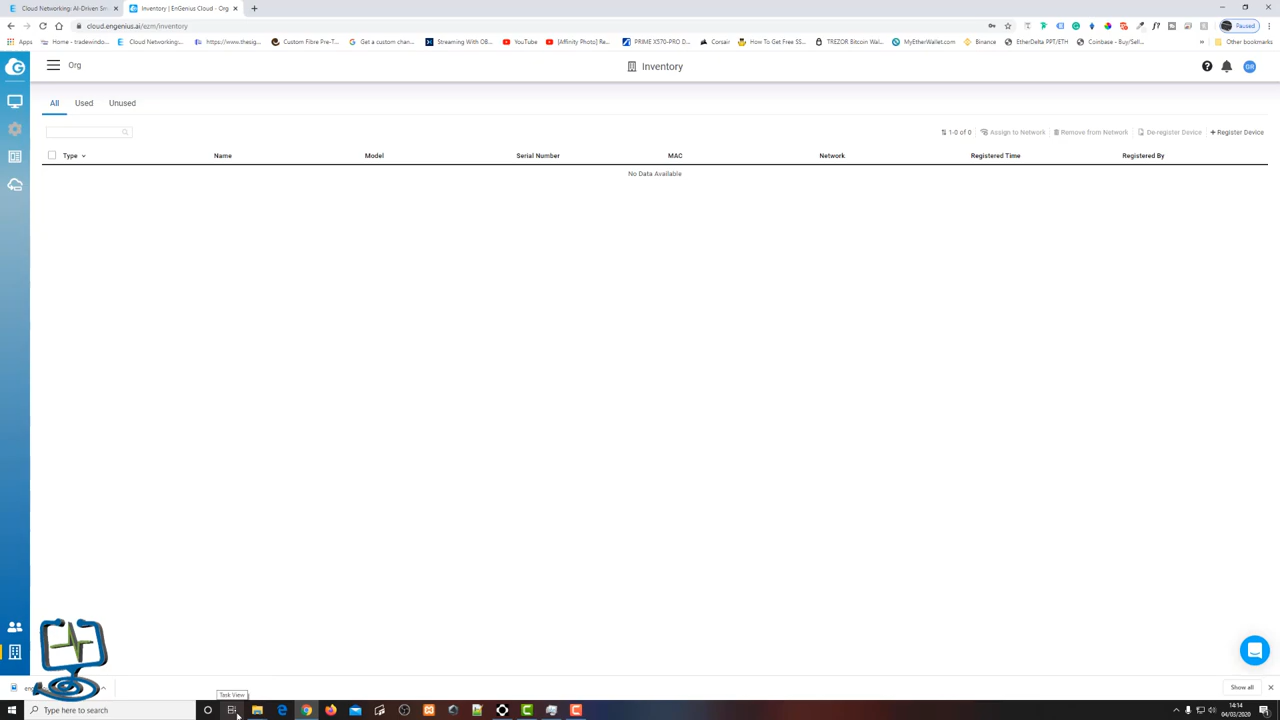 Cloud Networking: AI-Driven Sm
Inventory | EnGenius Cloud - Org
cloud.engenius.ai/ezm/inventory
Paused
Apps
Home - tradewindo...
Cloud Networking:...
https://www.thesig...
Custom Fibre Pre-T...
Get a custom chan...
Streaming With OB...
YouTube
[Affinity Photo] Re...
PRIME X570-PRO D...
Corsair
How To Get Free SS...
TREZOR Bitcoin Wal...
MyEtherWallet.com
Binance
EtherDelta PPT/ETH
Coinbase - Buy/Sell...
»
Other bookmarks
Org
Inventory
OR
All
Used
Unused
1-0 of 0
Assign to Network
Remove from Network
De-register Device
+ Register Device
Type
Name
Model
Serial Number
MAC
Network
Registered Time
Registered By
No Data Available
Show all
Task View
Type here to search
14:14
04/03/2020